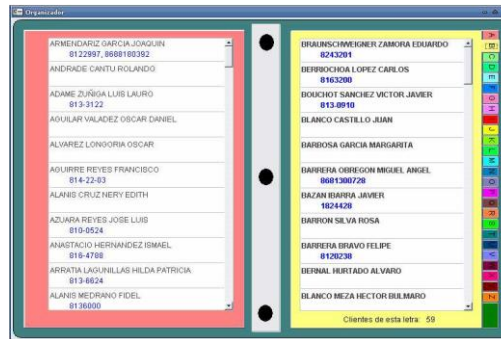 Organizador
ARMENDARIZ GARCIA JOAQUIN
8122997, 8688180392
ANDRADE CANTU ROLANDO
ADAME ZUÑIGA LUIS LAURO
813-3122
AGUILAR VALADEZ OSCAR DANIEL
ALVAREZ LONGORIA OSCAR
AGUIRRE REYES FRANCISCO
814-22-83
ALANIS CRUZ NERY EDITH
AZUARA REYES JOSE LUIS
810-0524
ANASTACIO HERNANDEZ ISMAEL
816-4788
ARRATIA LAGUNILLAS HILDA PATRICIA
813-6624
ALANIS MEDRANO FIDEL
8136000
BRAUNSCHWEIGNER ZAMORA EDUARDO
8243201
BERRIOCHOA LOPEZ CARLOS
8163200
BOUCHOT SANCHEZ VICTOR JAVIER
813-0910
BLANCO CASTILLO JUAN
BARBOSA GARCIA MARGARITA
BARRERA OBREGON MIGUEL ANGEL
8681300728
BAZAN IBARRA JAVIER
1824428
BARRON SILVA ROSA
BARRERA BRAVO FELIPE
8120238
BERNAL HURTADO ALVARO
BLANCO MEZA HECTOR BULMARO
Clientes de esta letra: 59
A
B
C
D
E
F
G
H
I
J
K
L
M
N
O
P
Q
R
S
T
V
Z